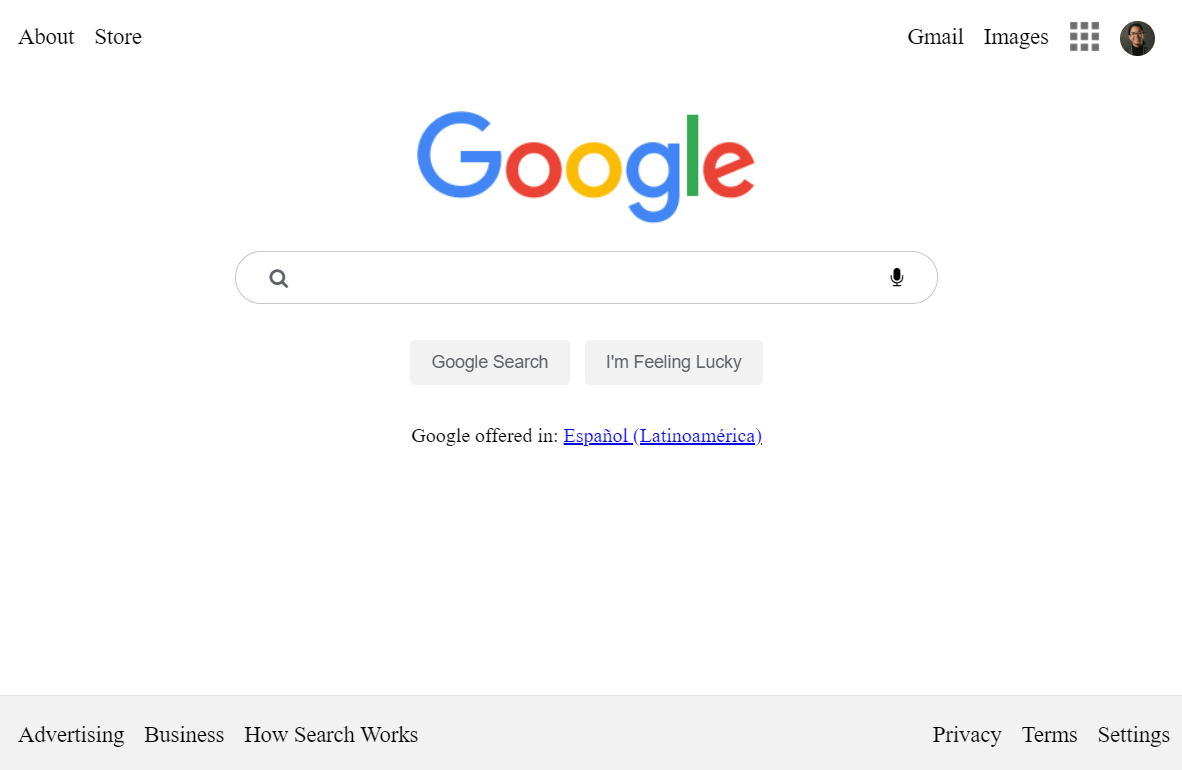 About Store Gmail Images
Google
Google Search I'm Feeling Lucky
Google offered in: Español (Latinoamérica)
Advertising Business How Search Works Privacy Terms Settings